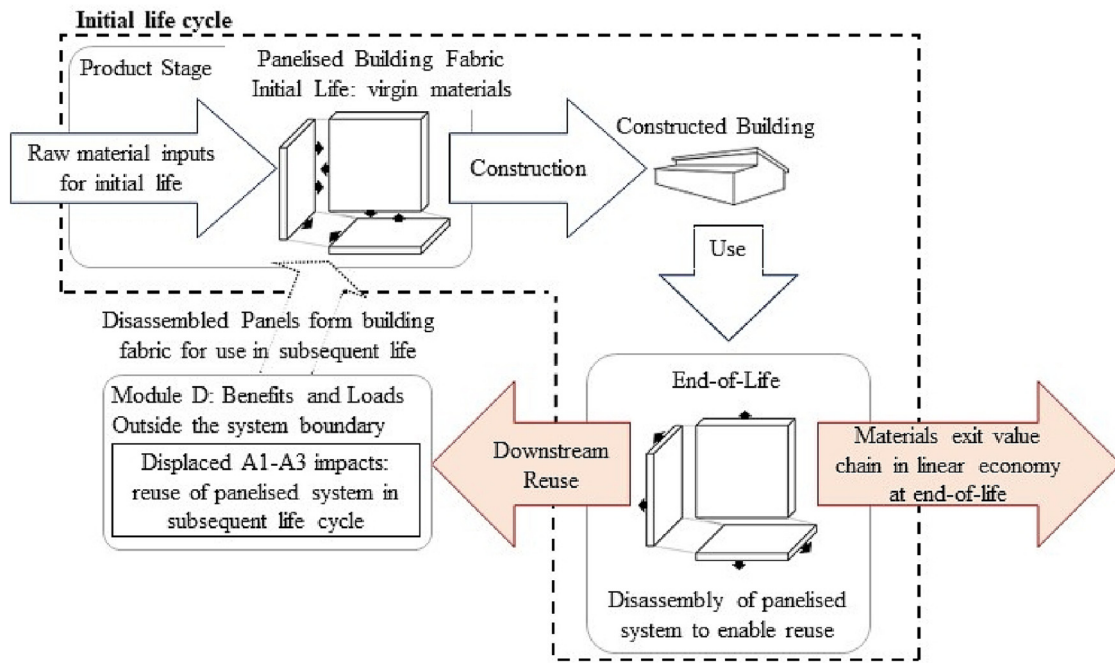 Initial life cycle
Product Stage
Panelised Building Fabric
Initial Life: virgin materials
Raw material inputs
for initial life
Construction
Constructed Building
Use
Disassembled Panels form building
fabric for use in subsequent life
Module D: Benefits and Loads
Outside the system boundary
Displaced A1-A3 impacts:
reuse of panelised system in
subsequent life cycle
Downstream
Reuse
End-of-Life
Disassembly of panelised
system to enable reuse
Materials exit value
chain in linear economy
at end-of-life